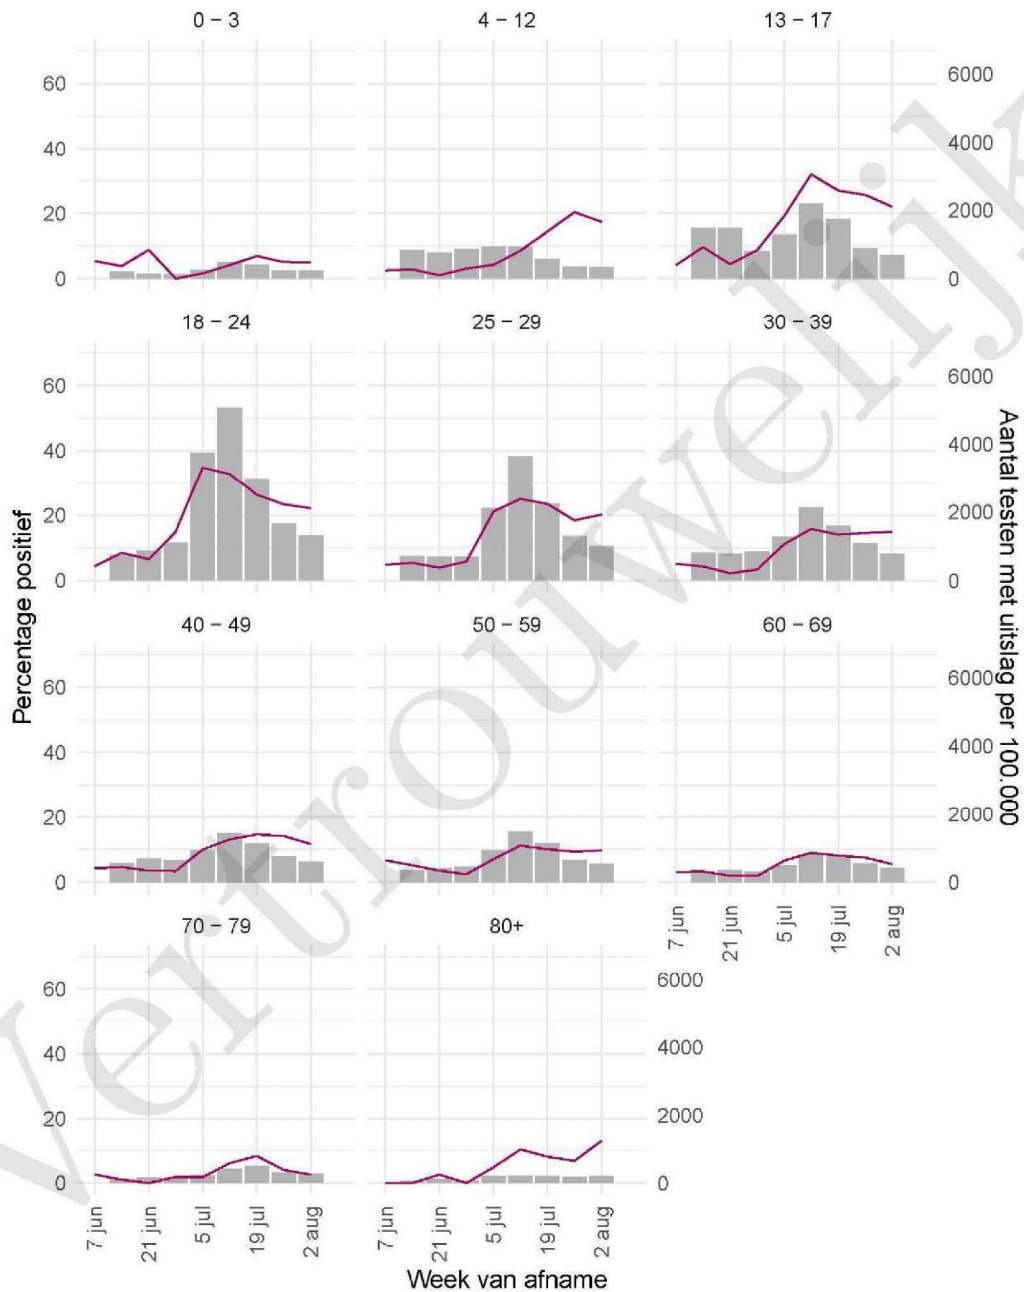 0 – 3
4 – 12
13 – 17
60
40
20
0
6000
4000
2000
0
18 – 24
25 – 29
30 – 39
60
40
20
0
6000
4000
2000
0
40 – 49
50 – 59
60 – 69
60
40
20
0
6000
4000
2000
0
7 jun
21 jun
5 jul
19 jul
2 aug
70 – 79
80+
60
40
20
0
6000
4000
2000
0
7 jun
21 jun
5 jul
19 jul
2 aug
7 jun
21 jun
5 jul
19 jul
2 aug
Week van afname
Percentage positief
Aantal testen met uitslag per 100.000
Vertrouwelijk